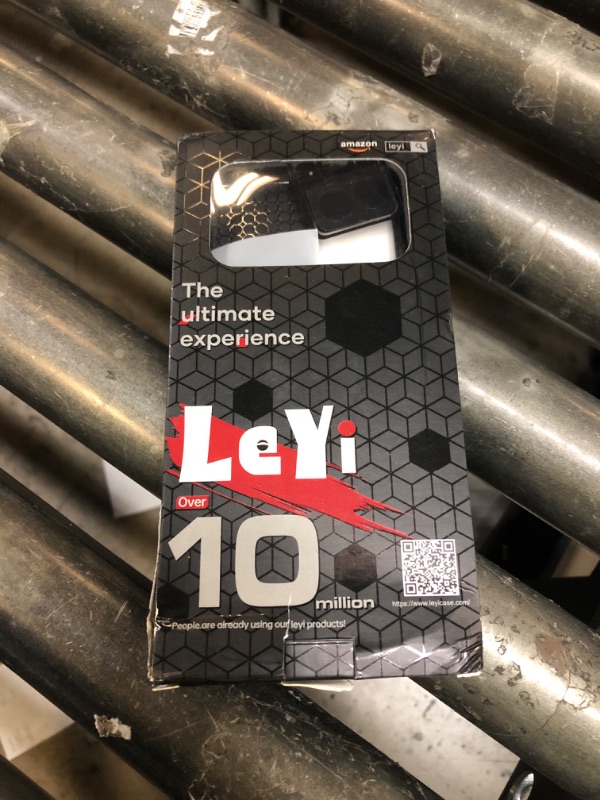 amazon leyi
The
ultimate
experience
LeYi
Over
10
million
https://www.leyicase.com/
People are already using our leyi products!